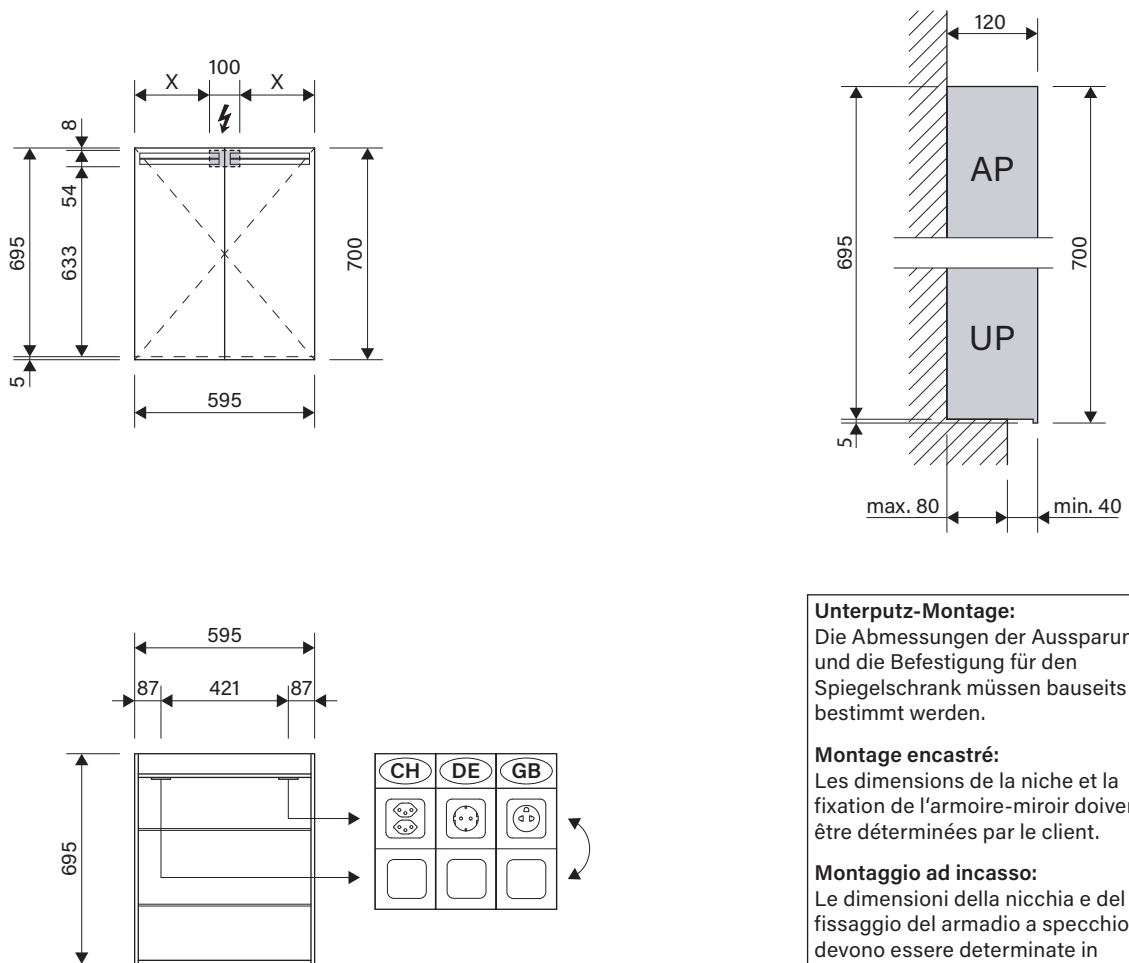 100
X
X
8
54
695
633
700
5
595
120
AP
695
700
UP
5
max. 80
min. 40
595
87
421
87
695
CH
DE
GB
Unterputz-Montage:
Die Abmessungen der
und die Befestigung für den
Spiegelschrank müssen bauseits
bestimmt werden.
Montage encastré:
Les dimensions de la niche et la
fixation de l'armoire-miroir
être déterminées par le client.
Montaggio ad incasso:
Le dimensioni della nicchia e del
fissaggio del armadio a specchio
devono essere determinate in